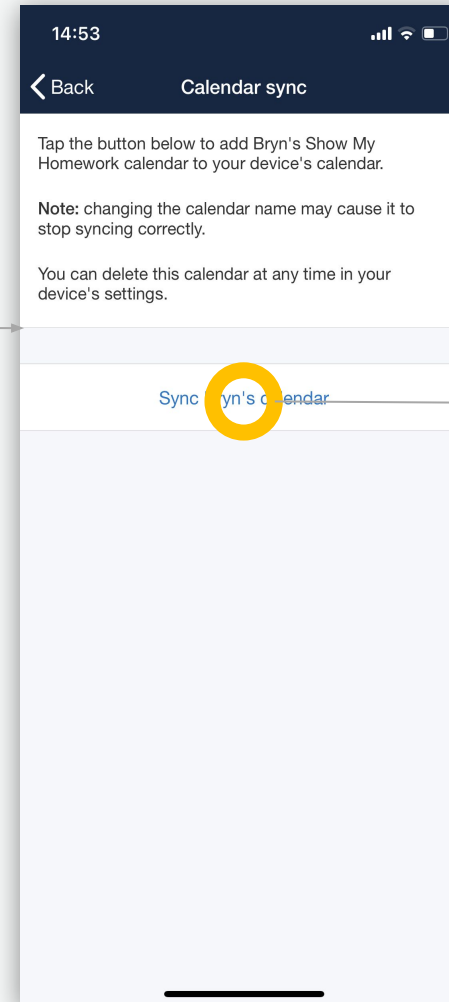 14:53
Back
Calendar sync
Tap the button below to add Bryn's Show My
Homework calendar to your device's calendar.
Note: changing the calendar name may cause it to
stop syncing correctly.
You can delete this calendar at any time in your
device's settings.
Sync Bryn's calendar